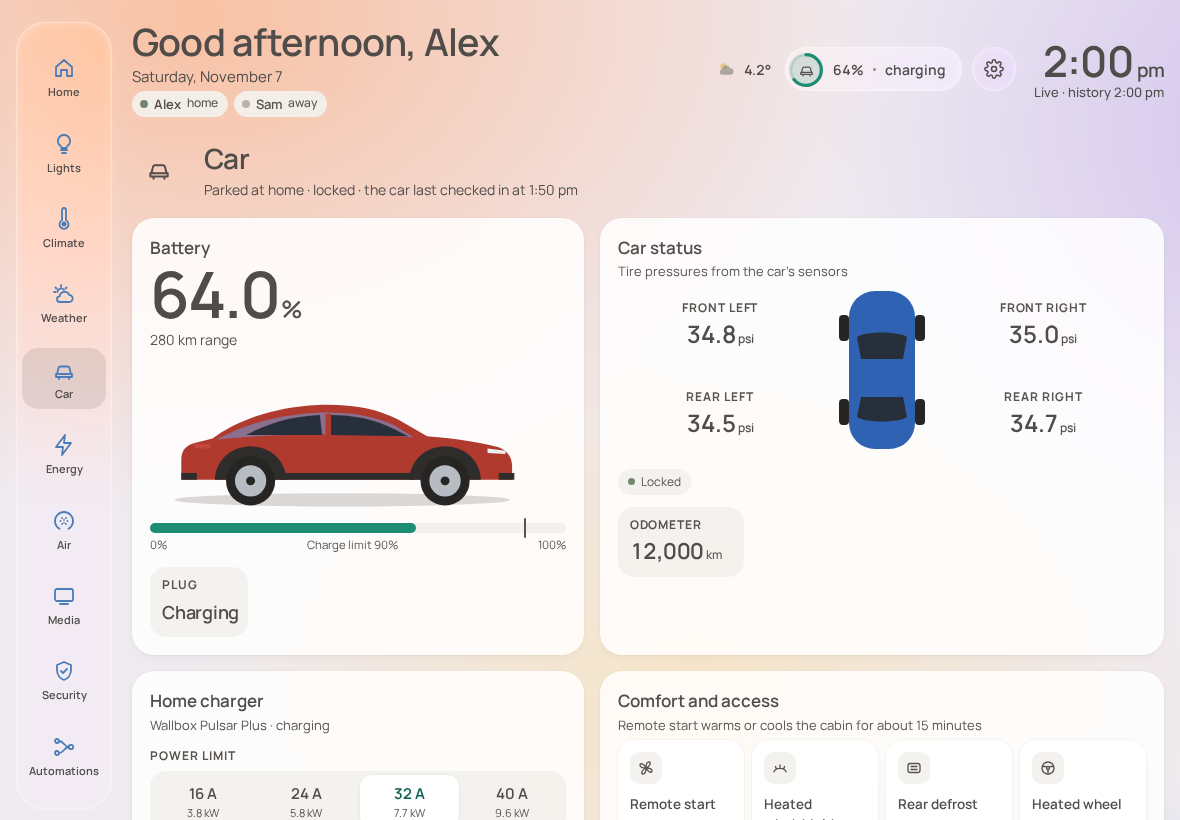 Good afternoon, Alex
Saturday, November 7
Alex home
Sam away
4.2°
64% · charging
2:00 pm
Live · history 2:00 pm
Home
Lights
Climate
Weather
Car
Energy
Air
Media
Security
Automations
Car
Parked at home · locked · the car last checked in at 1:50 pm
Battery
64.0%
280 km range
0%
Charge limit 90%
100%
PLUG
Charging
Car status
Tire pressures from the car's sensors
FRONT LEFT
34.8 psi
FRONT RIGHT
35.0 psi
REAR LEFT
34.5 psi
REAR RIGHT
34.7 psi
Locked
ODOMETER
12,000 km
Home charger
Wallbox Pulsar Plus · charging
POWER LIMIT
16 A
3.8 kW
24 A
5.8 kW
32 A
7.7 kW
40 A
9.6 kW
Comfort and access
Remote start warms or cools the cabin for about 15 minutes
Remote start
Heated
Rear defrost
Heated wheel